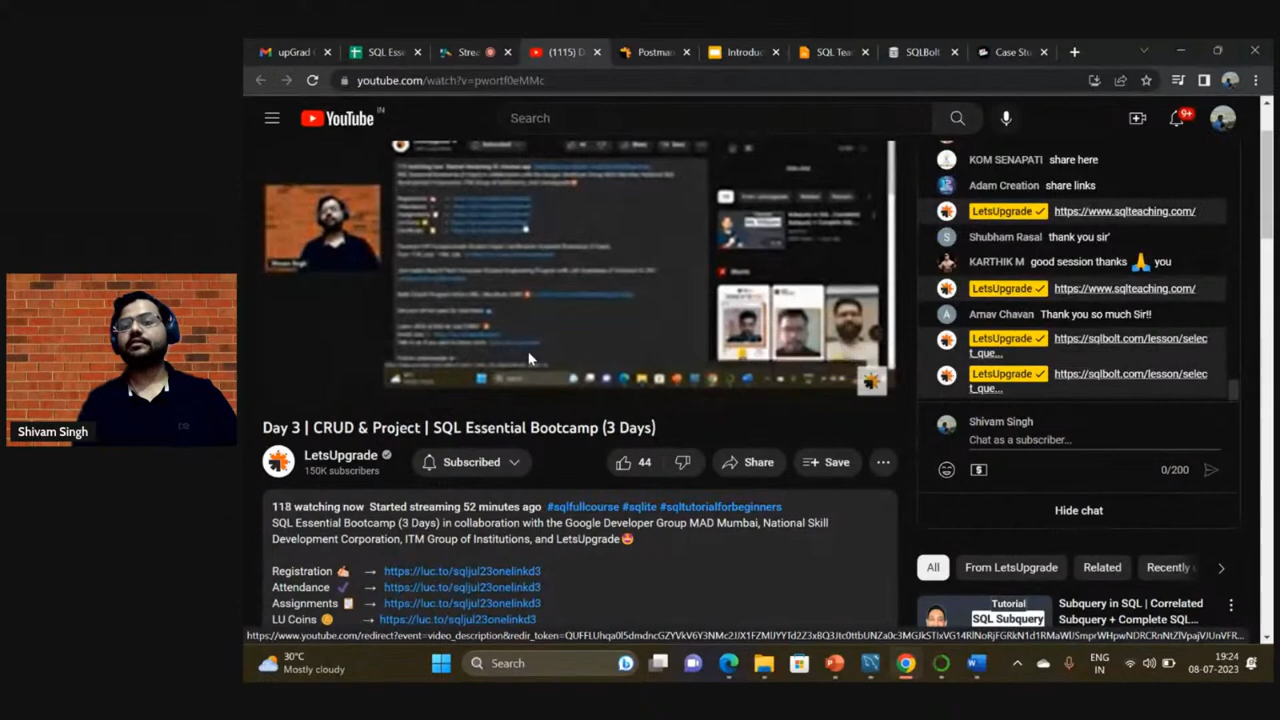 upGrad
SQL Ess
Strea
(1115) D
Postman
Introduc
SQL Tea
SQLBolt
Case Stu
youtube.com/watch?v=pwortf0eMMc
YouTube IN
Search
9+
KOM SENAPATI share here
Adam Creation share links
LetsUpgrade https://www.sqlteaching.com/
Shubham Rasal thank you sir'
KARTHIK M good session thanks 🙏 you
LetsUpgrade https://www.sqlteaching.com/
Arnav Chavan Thank you so much Sir!!
LetsUpgrade https://sqlbolt.com/lesson/selec
t_que...
LetsUpgrade https://sqlbolt.com/lesson/selec
t_que...
Shivam Singh
Chat as a subscriber...
0/200
Hide chat
Shivam Singh
Day 3 | CRUD & Project | SQL Essential Bootcamp (3 Days)
LetsUpgrade
150K subscribers
Subscribed
44
Share
Save
118 watching now Started streaming 52 minutes ago #sqlfullcourse #sqlite #sqltutorialforbeginners
SQL Essential Bootcamp (3 Days) in collaboration with the Google Developer Group MAD Mumbai, National Skill
Development Corporation, ITM Group of Institutions, and LetsUpgrade🤩
Registration ✍ → https://luc.to/sqljul23onelinkd3
Attendance ✔ → https://luc.to/sqljul23onelinkd3
Assignments 📋 → https://luc.to/sqljul23onelinkd3
LU Coins 🪙 → https://luc.to/sqljul23onelinkd3
All
From LetsUpgrade
Related
Recently u
Tutorial
SQL Subquery
Subquery in SQL | Correlated
Subquery + Complete SQL...
30°C
Mostly cloudy
Search
ENG
IN
19:24
08-07-2023